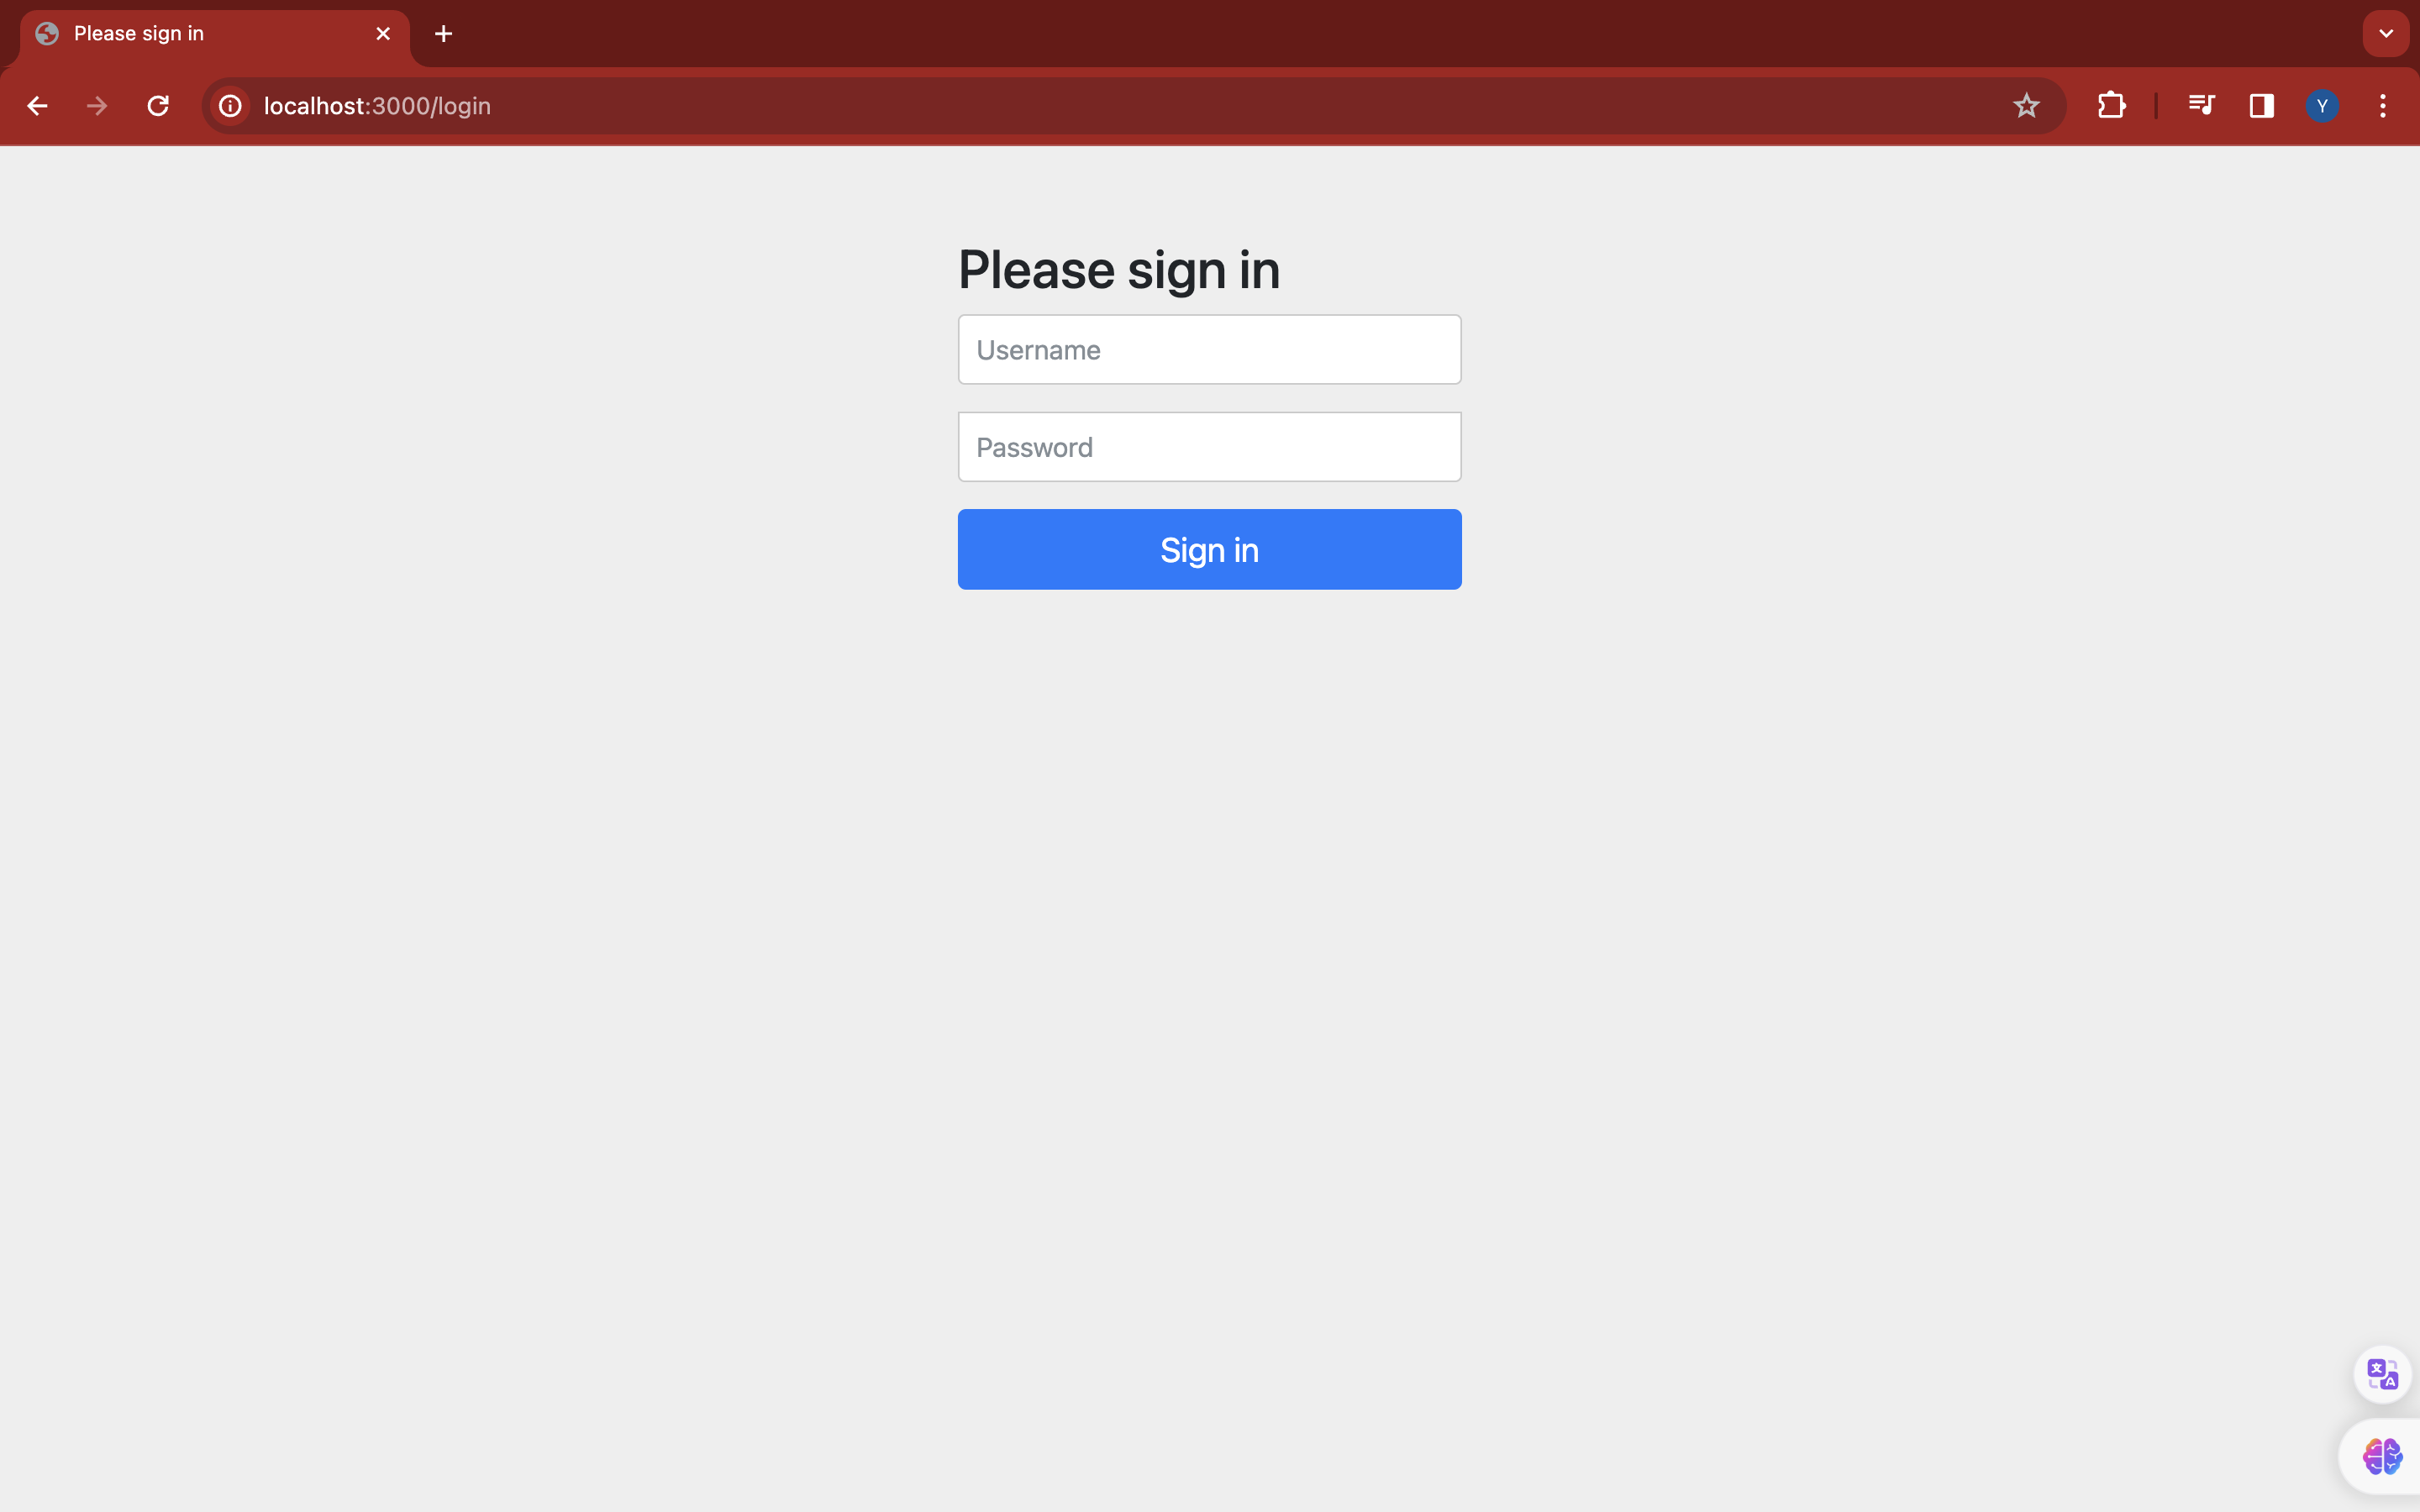 Please sign in
localhost:3000/login
Y
Please sign in
Username
Password
Sign in